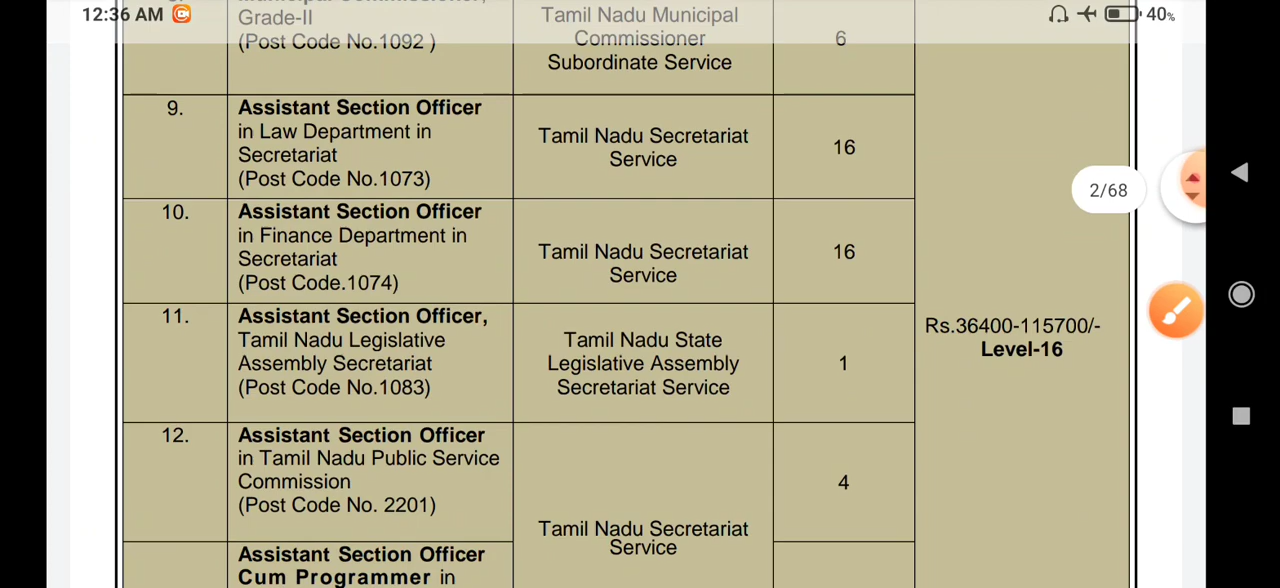 12:36 AM
40%
Municipal Commissioner,
Grade-II
(Post Code No.1092 )
Tamil Nadu Municipal
Commissioner
Subordinate Service
6
9.
Assistant Section Officer
in Law Department in
Secretariat
(Post Code No.1073)
Tamil Nadu Secretariat
Service
16
10.
Assistant Section Officer
in Finance Department in
Secretariat
(Post Code.1074)
Tamil Nadu Secretariat
Service
16
11.
Assistant Section Officer,
Tamil Nadu Legislative
Assembly Secretariat
(Post Code No.1083)
Tamil Nadu State
Legislative Assembly
Secretariat Service
1
12.
Assistant Section Officer
in Tamil Nadu Public Service
Commission
(Post Code No. 2201)
4
Tamil Nadu Secretariat
Service
Assistant Section Officer
Cum Programmer in
Rs.36400-115700/-
Level-16
2/68